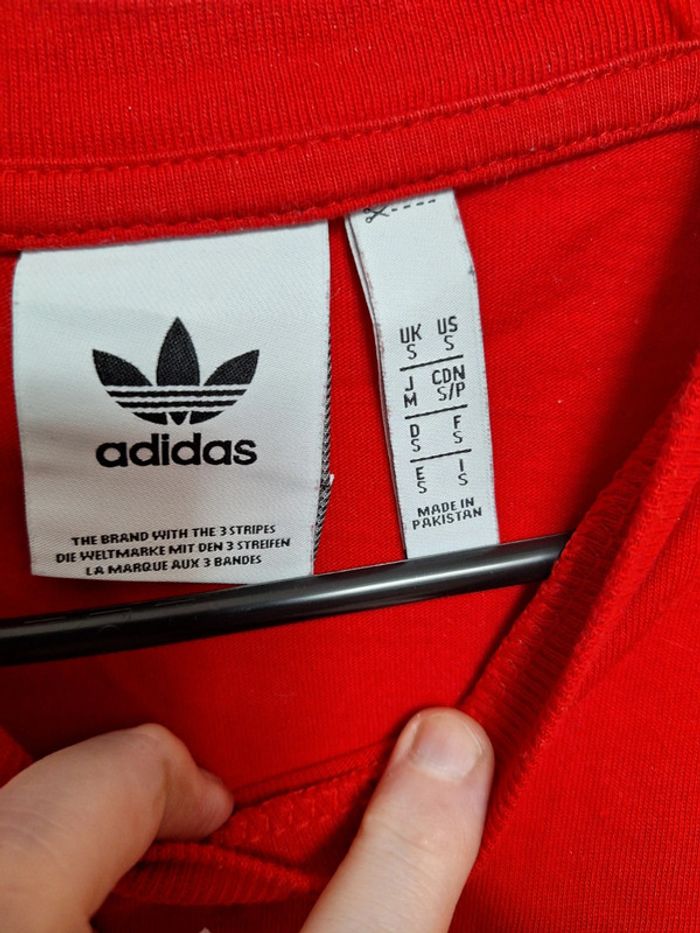 adidas
THE BRAND WITH THE 3 STRIPES
DIE WELTMARKE MIT DEN 3 STREIFEN
LA MARQUE AUX 3 BANDES
UK US
S S
J CDN
M S/P
D F
S S
E I
S S
MADE IN
PAKISTAN